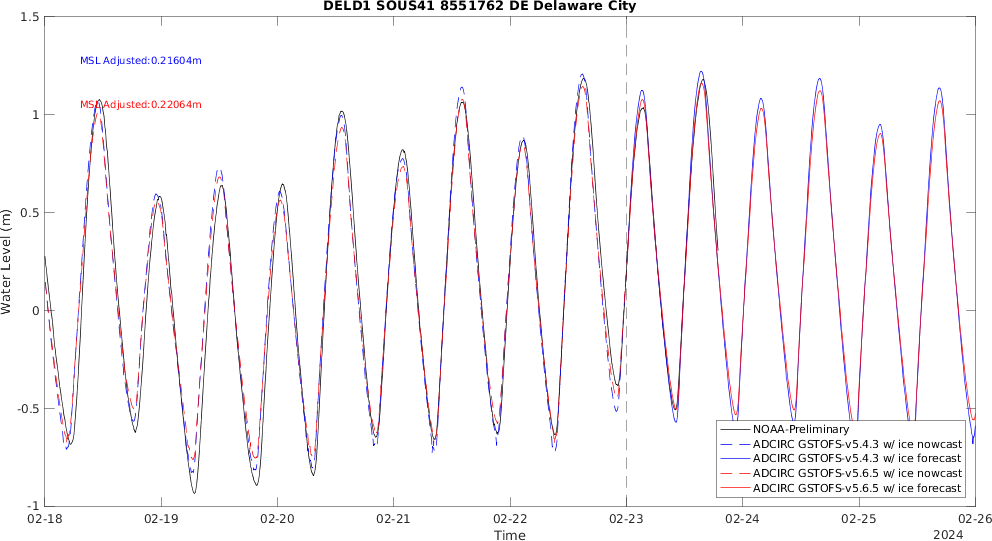 DELD1 SOUS41 8551762 DE Delaware City
1.5
MSL Adjusted:0.21604m
MSL Adjusted:0.22064m
1
0.5
0
-0.5
-1
Water Level (m)
NOAA-Preliminary
ADCIRC GSTOFS-v5.4.3 w/ ice nowcast
ADCIRC GSTOFS-v5.4.3 w/ ice forecast
ADCIRC GSTOFS-v5.6.5 w/ ice nowcast
ADCIRC GSTOFS-v5.6.5 w/ ice forecast
02-18 02-19 02-20 02-21 02-22 02-23 02-24 02-25 02-26
Time
2024